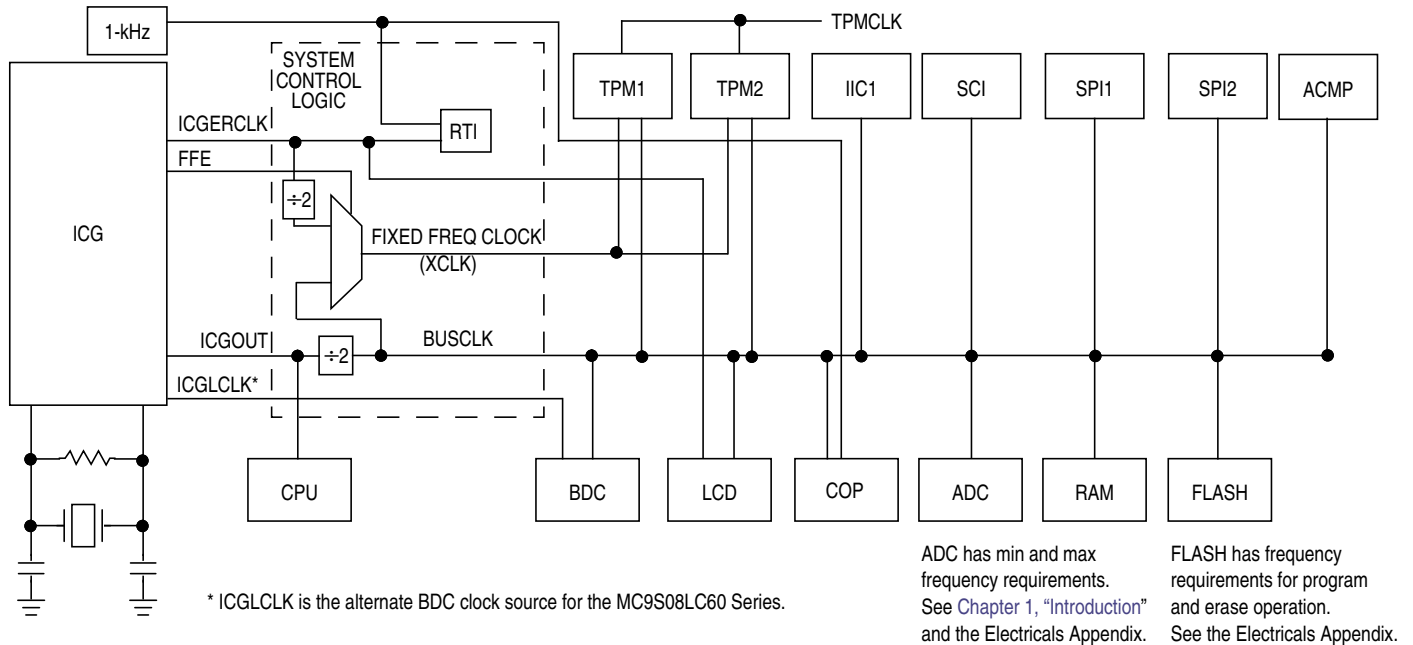 1-kHz
TPMCLK
SYSTEM
CONTROL
LOGIC
TPM1
TPM2
IIC1
SCI
SPI1
SPI2
ACMP
ICGERCLK
RTI
FFE
÷2
ICG
FIXED FREQ CLOCK
(XCLK)
ICGOUT
÷2
BUSCLK
ICGLCLK*
CPU
BDC
LCD
COP
ADC
RAM
FLASH
ADC has min and max
frequency requirements.
See Chapter 1, “Introduction”
and the Electricals Appendix.
FLASH has frequency
requirements for program
and erase operation.
See the Electricals Appendix.
* ICGLCLK is the alternate BDC clock source for the MC9S08LC60 Series.